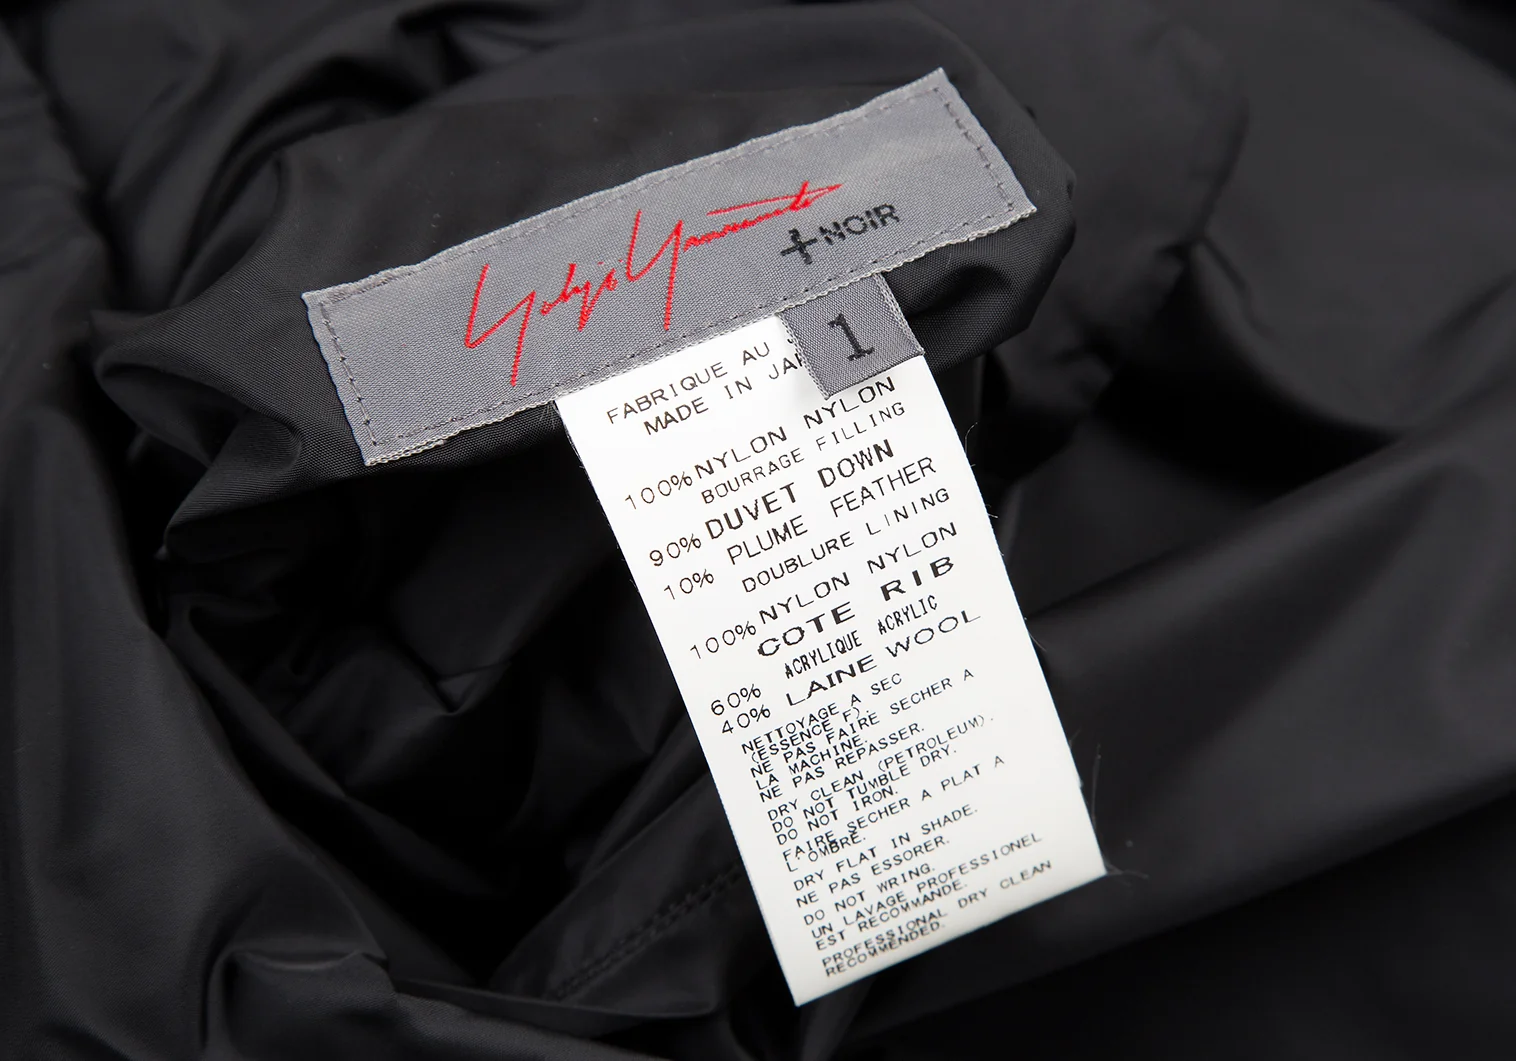 Yohji Yamamoto
+NOIR
1
FABRIQUE AU
MADE IN
100% NYLON NYLON
BOURRAGE FILLING
90% DUVET DOWN
10% PLUME FEATHER
DOUBLURE LINING
100% NYLON NYLON
COTE RIB
60% ACRYLIQUE ACRYLIC
40% LAINE WOOL
NETTOYAGE A SEC
(ESSENCE F).
NE PAS FAIRE SECHER A
LA MACHINE.
NE PAS REPASSER.
DRY CLEAN (PETROLEUM).
DO NOT TUMBLE DRY.
DO NOT IRON.
FAIRE SECHER A PLAT A
L'OMBRE.
DRY FLAT IN SHADE.
NE PAS ESSORER.
DO NOT WRING.
UN LAVAGE PROFESSIONEL
EST RECOMMANDE.
PROFESSIONAL DRY CLEAN
RECOMMENDED.